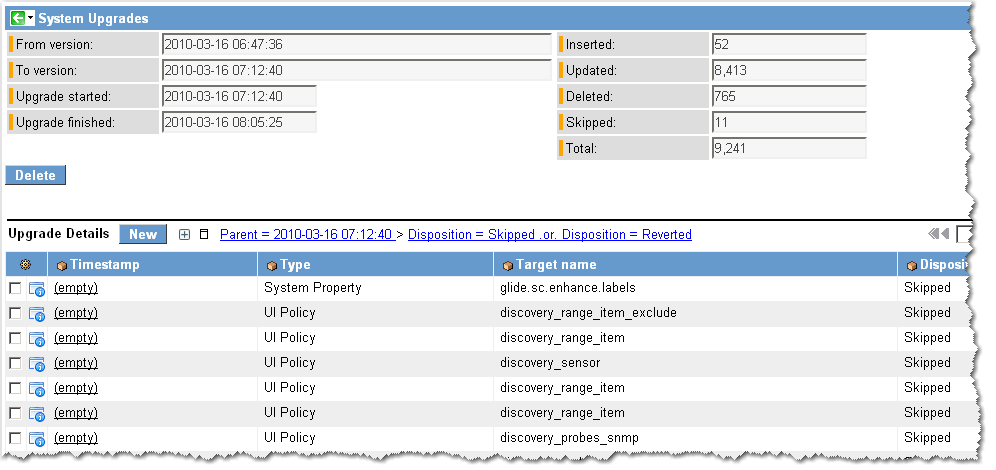 System Upgrades
From version: 2010-03-16 06:47:36 Inserted: 52
To version: 2010-03-16 07:12:40 Updated: 8,413
Upgrade started: 2010-03-16 07:12:40 Deleted: 765
Upgrade finished: 2010-03-16 08:05:25 Skipped: 11
Total: 9,241
Delete
Upgrade Details New Parent = 2010-03-16 07:12:40 > Disposition = Skipped .or. Disposition = Reverted
Timestamp Type Target name Disposi
(empty) System Property glide.sc.enhance.labels Skipped
(empty) UI Policy discovery_range_item_exclude Skipped
(empty) UI Policy discovery_range_item Skipped
(empty) UI Policy discovery_sensor Skipped
(empty) UI Policy discovery_range_item Skipped
(empty) UI Policy discovery_range_item Skipped
(empty) UI Policy discovery_probes_snmp Skipped